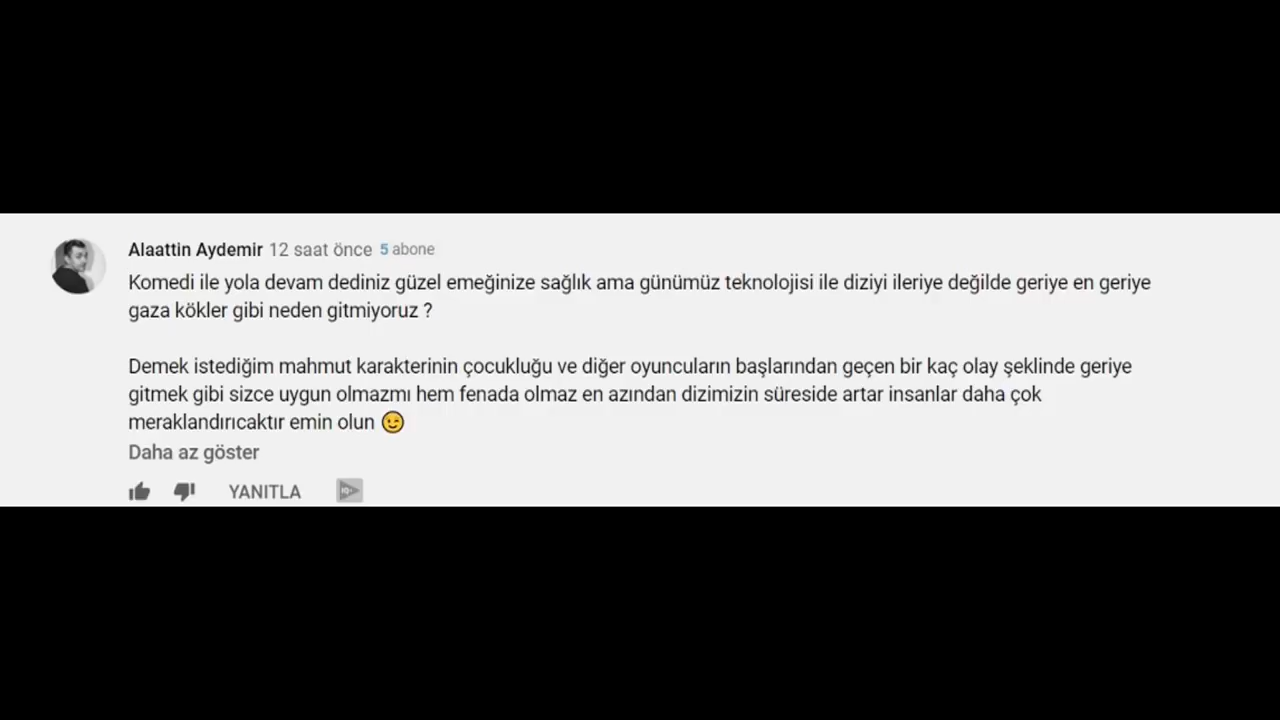 Alaattin Aydemir 12 saat önce 5 abone
Komedi ile yola devam dediniz güzel emeğinize sağlık ama günümüz teknolojisi ile diziyi ileriye değilde geriye en geriye
gaza kökler gibi neden gitmiyoruz ?
Demek istediğim mahmut karakterinin çocukluğu ve diğer oyuncuların başlarından geçen bir kaç olay şeklinde geriye
gitmek gibi sizce uygun olmazmı hem fenada olmaz en azından dizimizin süreside artar insanlar daha çok
meraklandırıcaktır emin olun 😉
Daha az göster
YANITLA